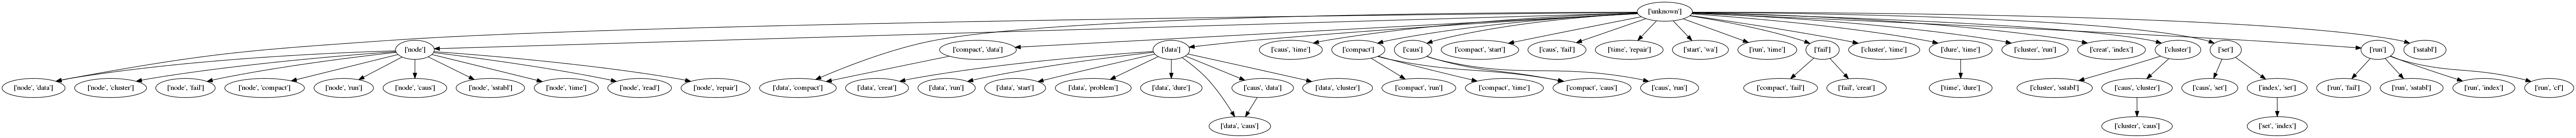 ['unknown']
['node']
['compact', 'data']
['data']
['caus', 'time']
['compact']
['caus']
['compact', 'start']
['caus', 'fail']
['time', 'repair']
['start', 'wa']
['run', 'time']
['fail']
['cluster', 'time']
['dure', 'time']
['cluster', 'run']
['creat', 'index']
['cluster']
['set']
['run']
['sstabl']
['node', 'data']
['node', 'cluster']
['node', 'fail']
['node', 'compact']
['node', 'run']
['node', 'caus']
['node', 'sstabl']
['node', 'time']
['node', 'read']
['node', 'repair']
['data', 'compact']
['data', 'creat']
['data', 'run']
['data', 'start']
['data', 'problem']
['data', 'dure']
['caus', 'data']
['data', 'cluster']
['compact', 'run']
['compact', 'time']
['compact', 'caus']
['caus', 'run']
['compact', 'fail']
['fail', 'creat']
['time', 'dure']
['cluster', 'sstabl']
['caus', 'cluster']
['caus', 'set']
['index', 'set']
['run', 'fail']
['run', 'sstabl']
['run', 'index']
['run', 'cf']
['data', 'caus']
['cluster', 'caus']
['set', 'index']